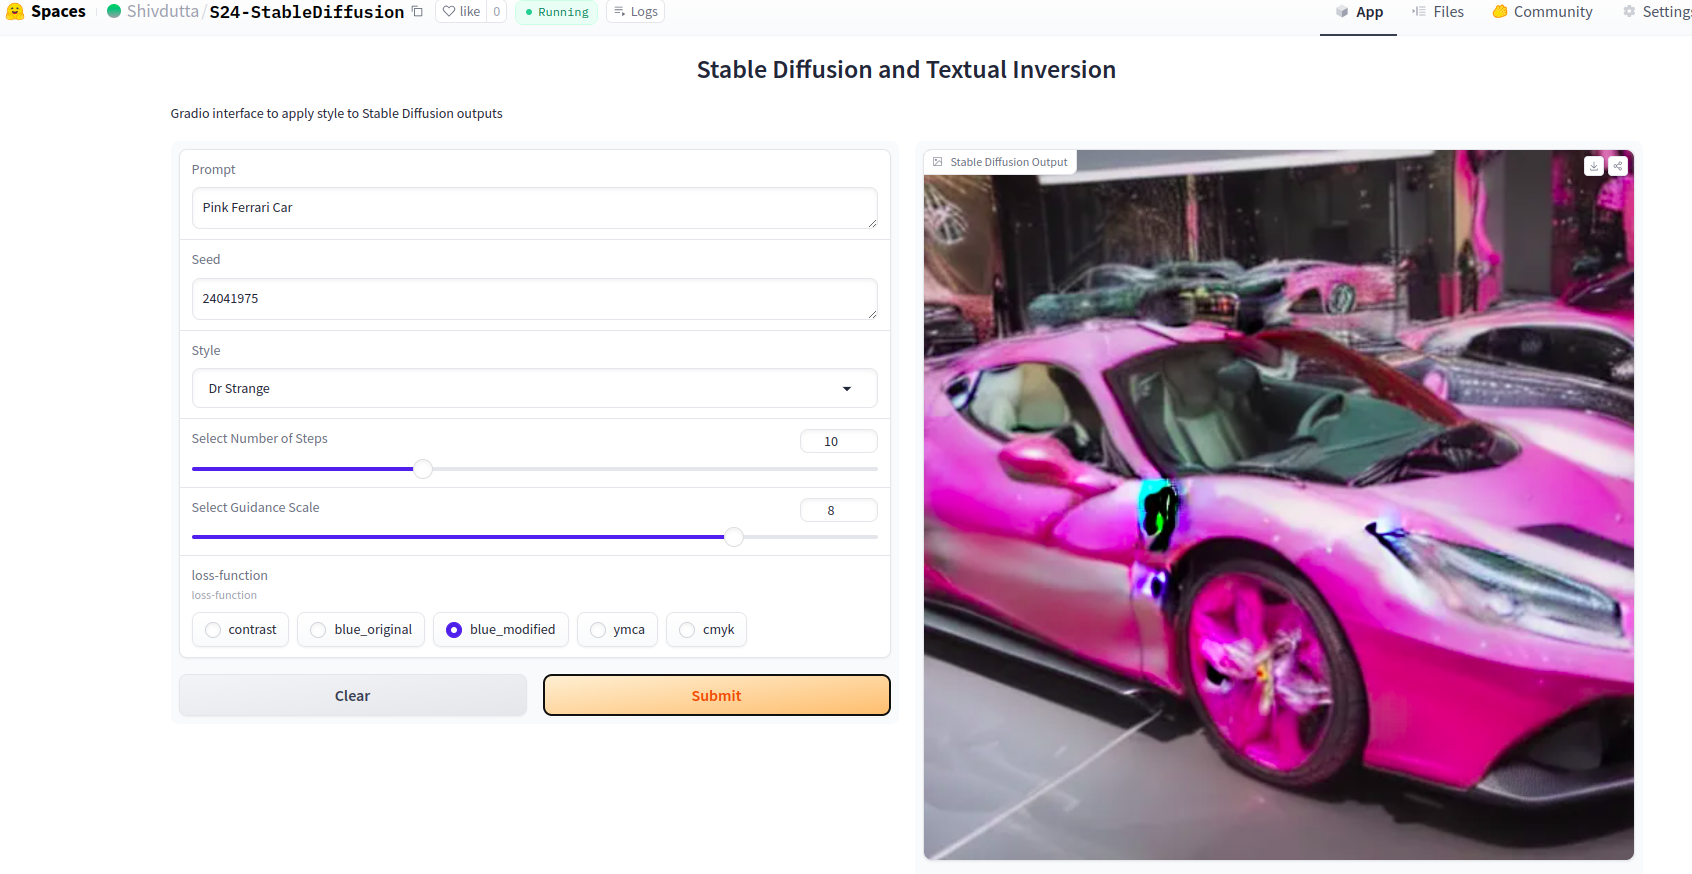 Spaces Shivdutta/S24-StableDiffusion like 0 Running Logs App Files Community Settings
Stable Diffusion and Textual Inversion
Gradio interface to apply style to Stable Diffusion outputs
Prompt
Pink Ferrari Car
Seed
24041975
Style
Dr Strange
Select Number of Steps 10
Select Guidance Scale 8
loss-function
loss-function
contrast blue_original blue_modified ymca cmyk
Clear Submit
Stable Diffusion Output